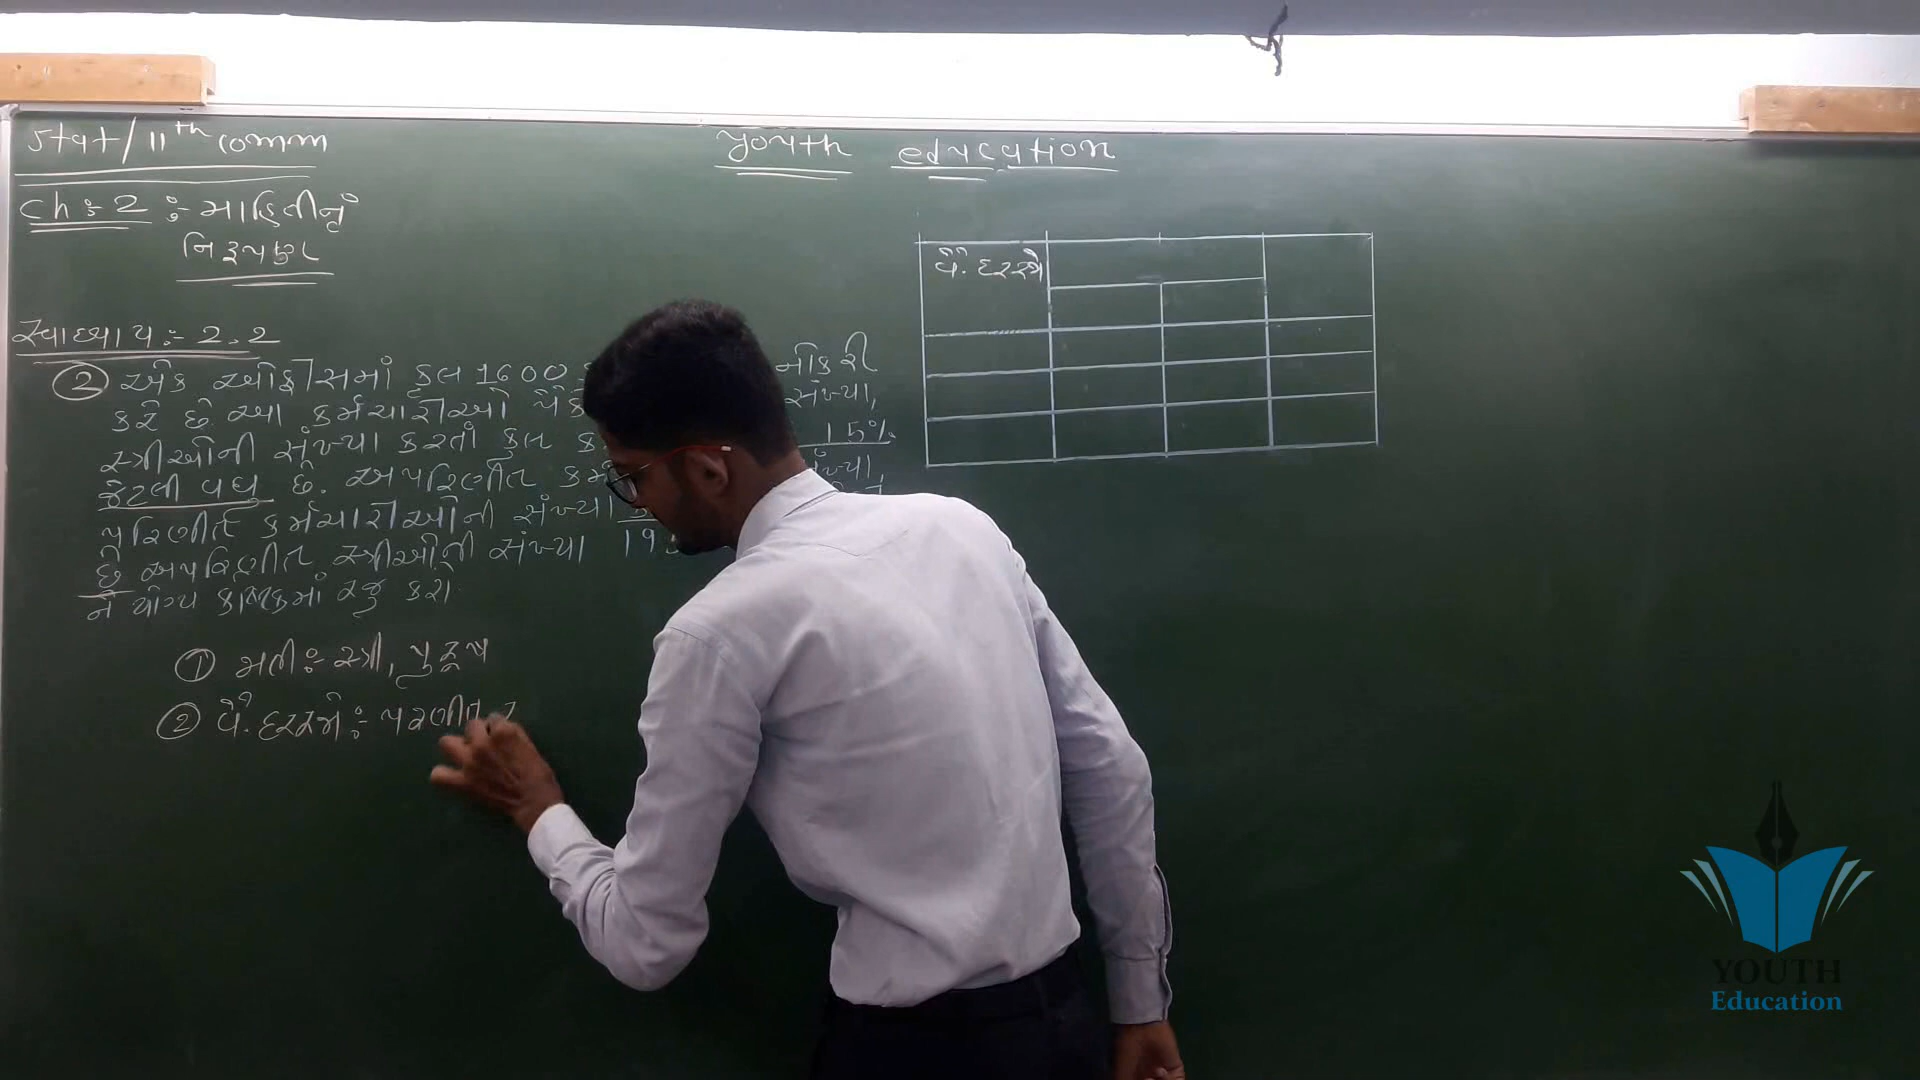 Stat/11th comm
Youth education
Ch :- 2 :- માહિતીનું
નિરૂપણ
સ્વાધ્યાય :- 2.2
② એક ઓફીસમાં કુલ 1600 નોકરી
કરે છે. આ કર્મચારીઓ પૈકી સંખ્યા,
સ્ત્રીઓની સંખ્યા કરતાં કુલ 15%
જેટલી વધુ છે. અપરિણીત
પરિણીત કર્મચારીઓની સંખ્યા
છે અપરિણીત સ્ત્રીઓની સંખ્યા
ને યોગ્ય કોષ્ટકમાં રજુ કરો.
① જાતી :- સ્ત્રી, પુરૂષ
② વૈ. દરજ્જો :- પરણીત
વૈ. દરજ્જો
YOUTH
Education